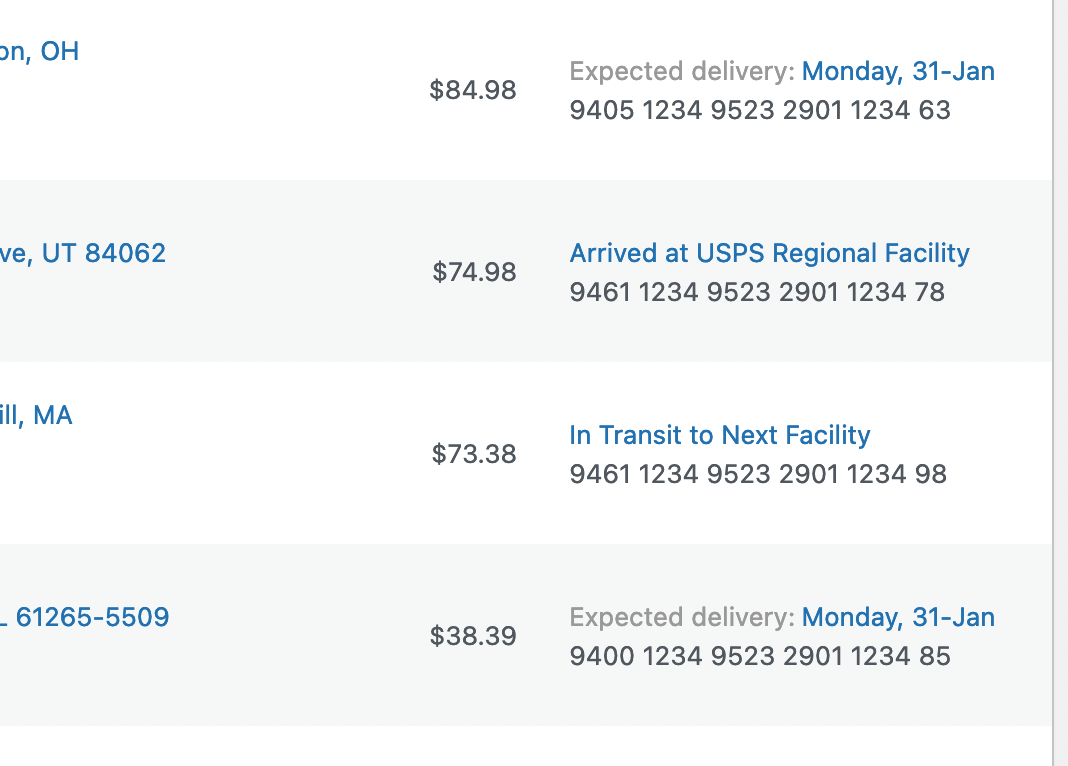 on, OH
$84.98
Expected delivery: Monday, 31-Jan
9405 1234 9523 2901 1234 63
ve, UT 84062
$74.98
Arrived at USPS Regional Facility
9461 1234 9523 2901 1234 78
ill, MA
$73.38
In Transit to Next Facility
9461 1234 9523 2901 1234 98
L 61265-5509
$38.39
Expected delivery: Monday, 31-Jan
9400 1234 9523 2901 1234 85